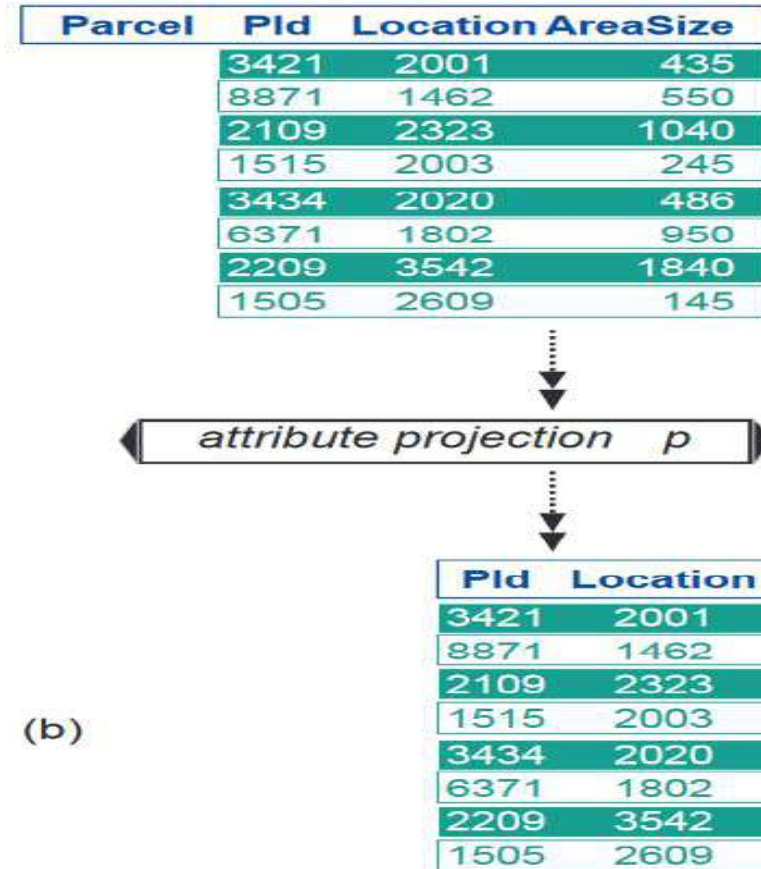 Parcel PId Location AreaSize
3421 2001 435
8871 1462 550
2109 2323 1040
1515 2003 245
3434 2020 486
6371 1802 950
2209 3542 1840
1505 2609 145
attribute projection p
PId Location
3421 2001
8871 1462
2109 2323
1515 2003
3434 2020
6371 1802
2209 3542
1505 2609
(b)